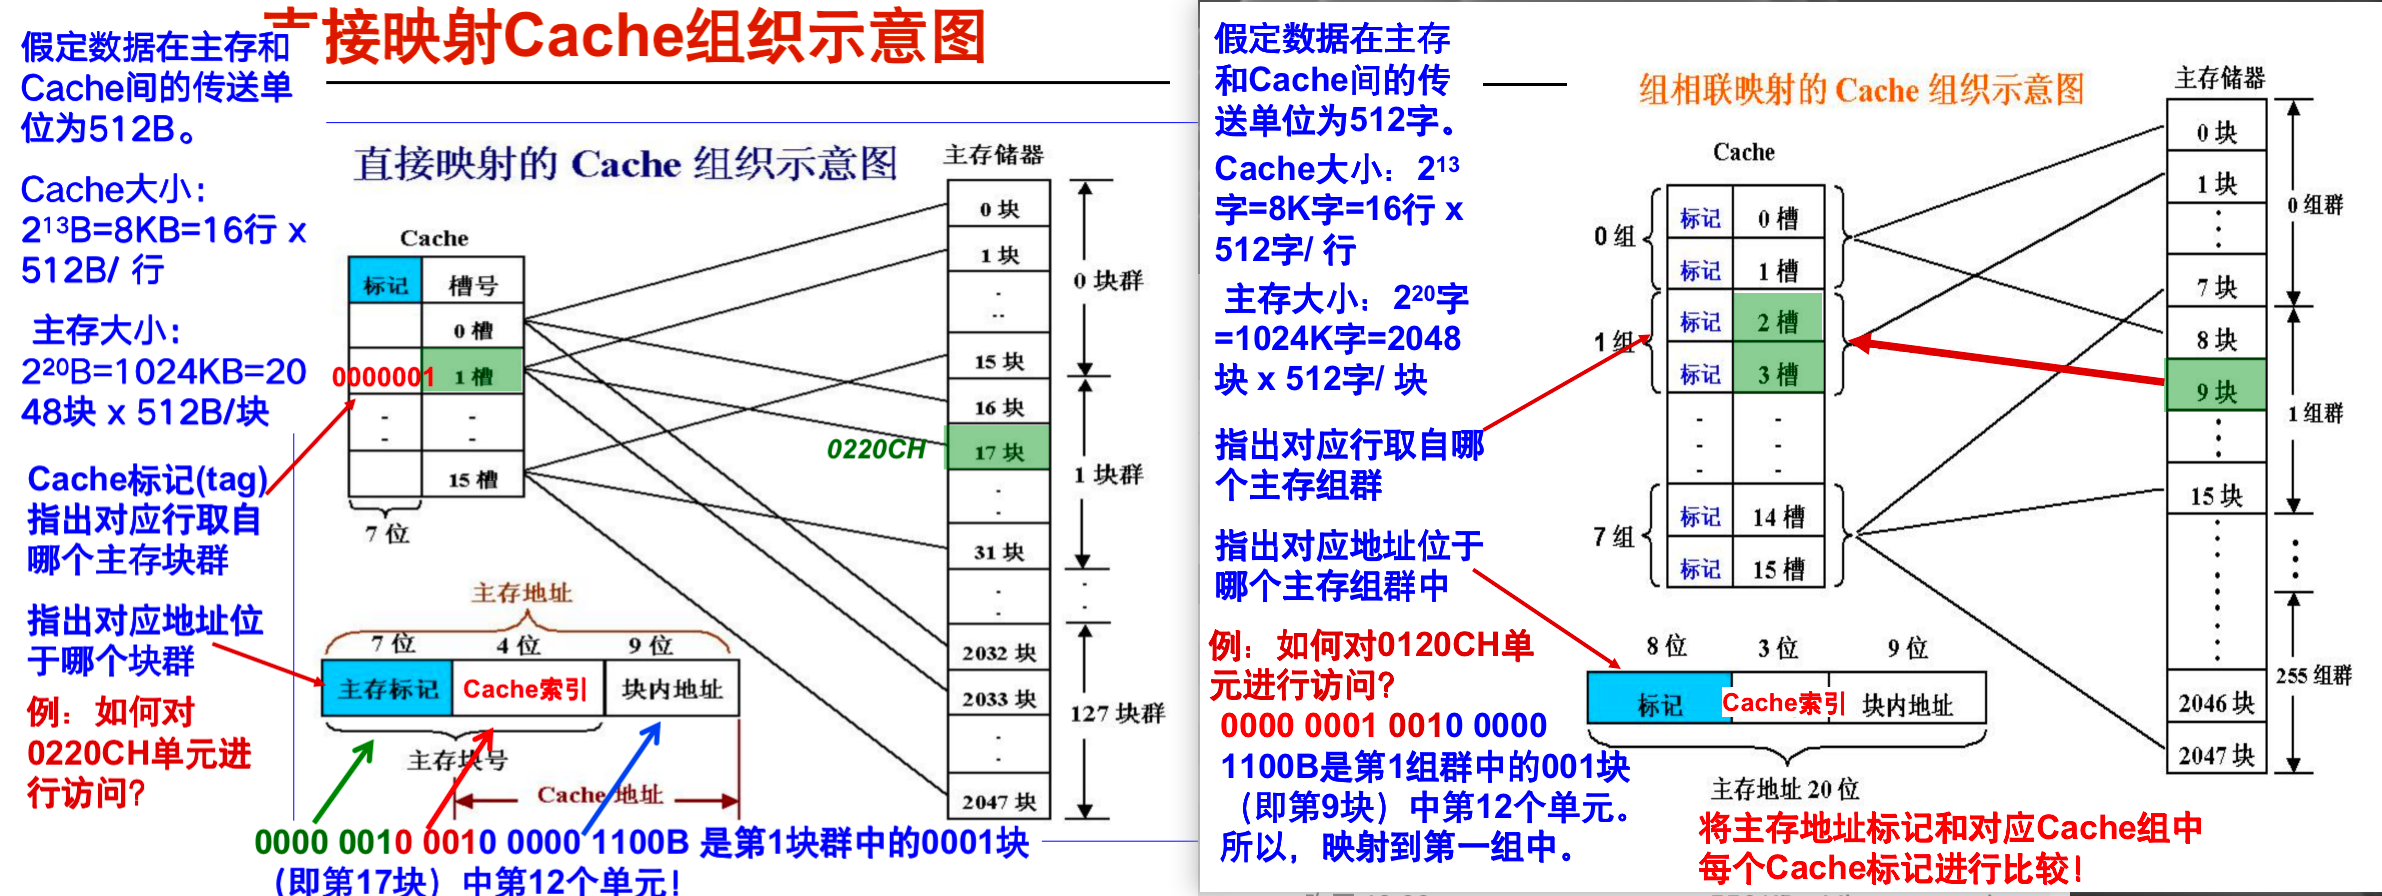 直接映射Cache组织示意图
假定数据在主存和
Cache间的传送单
位为512B。
Cache大小：
2¹³B=8KB=16行 x
512B/ 行
主存大小：
2²⁰B=1024KB=20
48块 x 512B/块
Cache标记(tag)
指出对应行取自
哪个主存块群
指出对应地址位
于哪个块群
例：如何对
0220CH单元进
行访问？
直接映射的 Cache 组织示意图
Cache
标记 槽号
0 槽
0000001 1 槽
- -
- -
15 槽
7 位
主存储器
0 块
1 块
.
..
15 块
0 块群
16 块
0220CH 17 块
1 块群
.
.
31 块
. .
. .
2032 块
2033 块
127 块群
.
.
2047 块
主存地址
7 位 4 位 9 位
主存标记 Cache索引 块内地址
主存块号
Cache 地址
0000 0010 0010 0000 1100B 是第1块群中的0001块
（即第17块）中第12个单元！
假定数据在主存
和Cache间的传
送单位为512字。
Cache大小：2¹³
字=8K字=16行 x
512字/ 行
主存大小：2²⁰字
=1024K字=2048
块 x 512字/ 块
指出对应行取自哪
个主存组群
指出对应地址位于
哪个主存组群中
例：如何对0120CH单
元进行访问？
0000 0001 0010 0000
1100B是第1组群中的001块
（即第9块）中第12个单元。
所以，映射到第一组中。
组相联映射的 Cache 组织示意图
Cache
0 组
标记 0 槽
标记 1 槽
1 组
标记 2 槽
标记 3 槽
- -
- -
- -
7 组
标记 14 槽
标记 15 槽
主存储器
0 块
1 块
0 组群
7 块
8 块
9 块
1 组群
15 块
255 组群
2046 块
2047 块
8 位 3 位 9 位
标记 Cache索引 块内地址
主存地址 20 位
将主存地址标记和对应Cache组中
每个Cache标记进行比较！